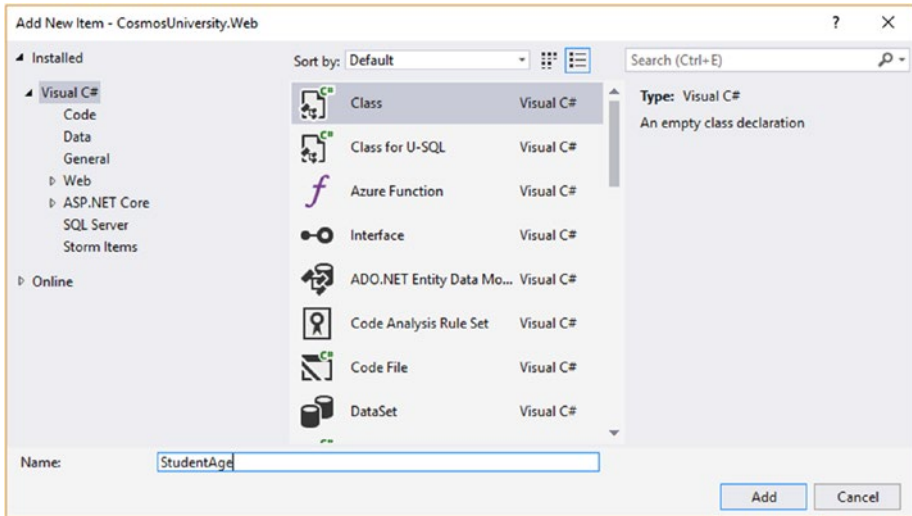 Add New Item - CosmosUniversity.Web
?
Installed
Sort by: Default
Search (Ctrl+E)
Visual C#
Code
Data
General
Web
ASP.NET Core
SQL Server
Storm Items
Online
Class Visual C#
Class for U-SQL Visual C#
Azure Function Visual C#
Interface Visual C#
ADO.NET Entity Data Mo... Visual C#
Code Analysis Rule Set Visual C#
Code File Visual C#
DataSet Visual C#
Type: Visual C#
An empty class declaration
Name: StudentAge
Add Cancel